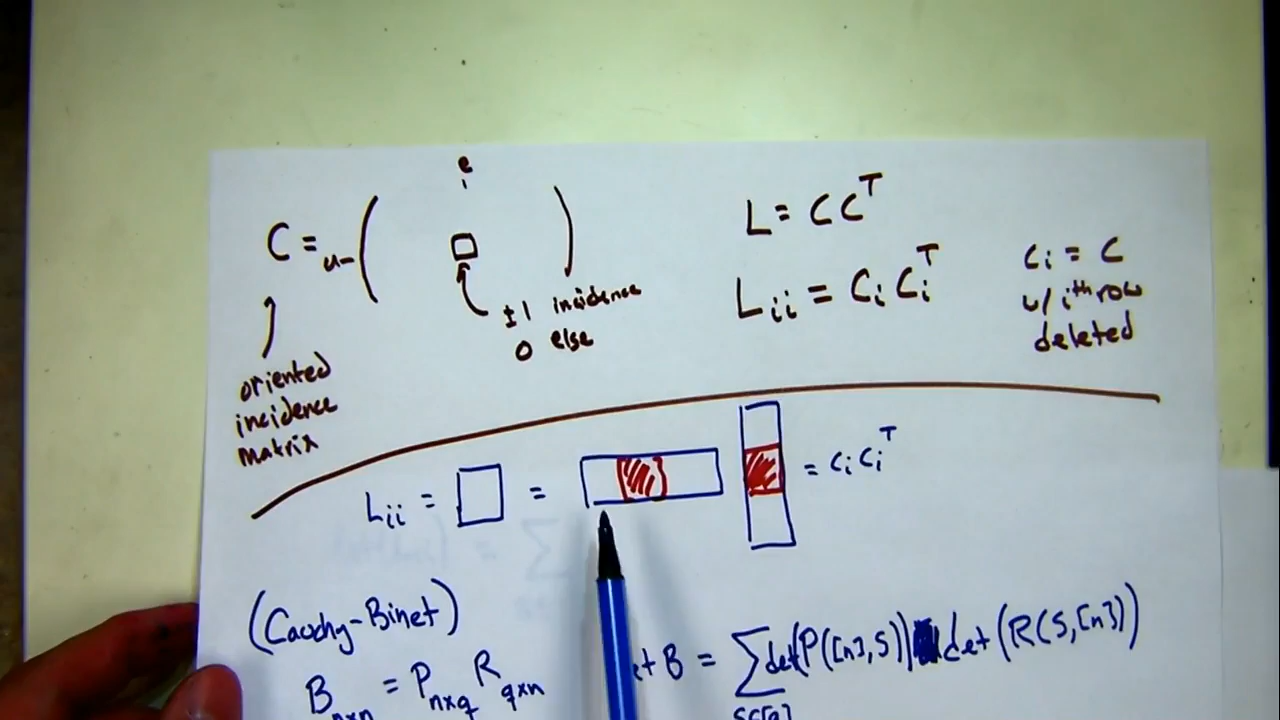 e
C = u- ( )
±1 incidence
0 else
oriented
incidence
matrix
L = CC^T
L_ii = C_i C_i^T
C_i = C
w/ i^th row
deleted
L_ii = □ = = C_i C_i^T
(Cauchy-Binet)
B_nxn = P_nxq R_qxn
et B = ∑ det(P([n],S)) det(R(S,[n]))
S⊂[q]